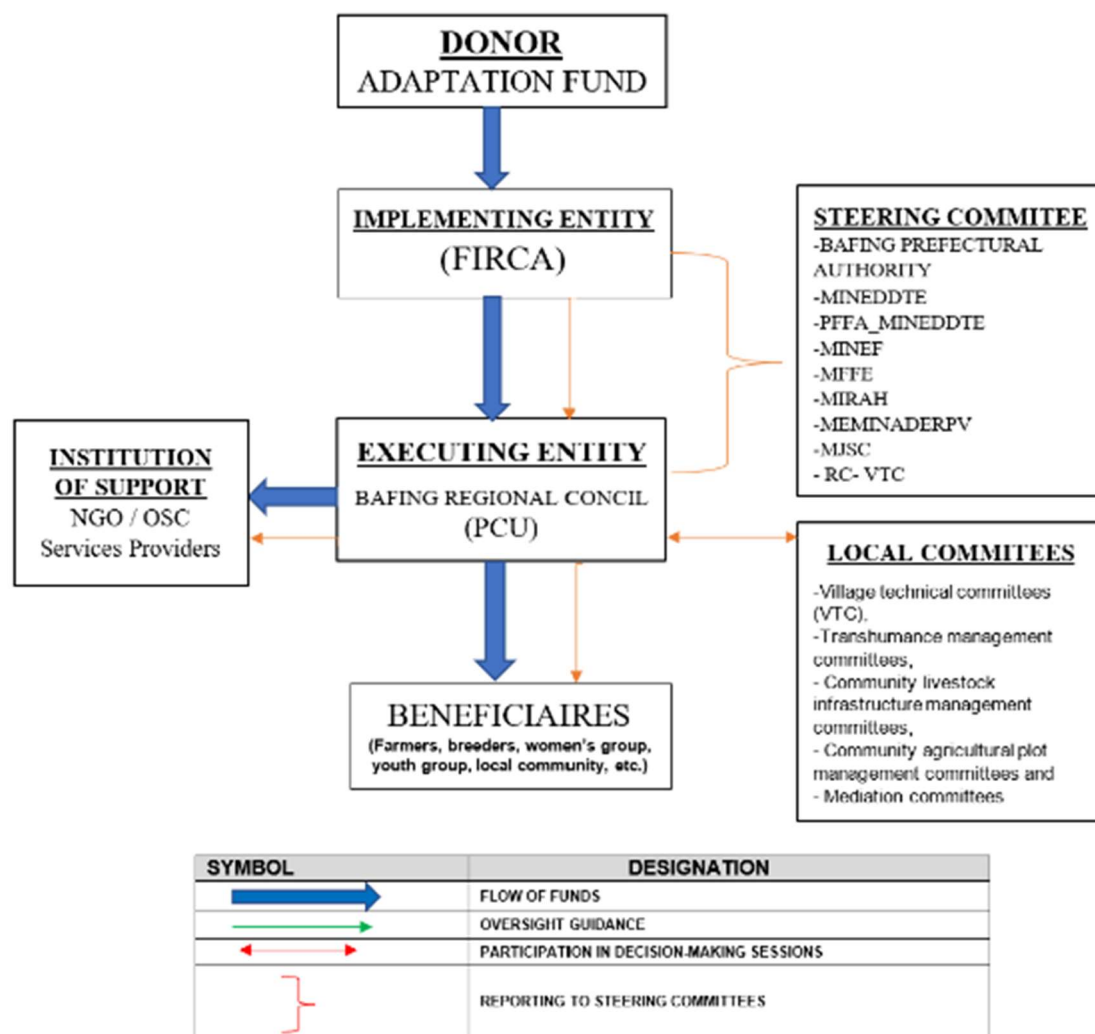 DONOR
ADAPTATION FUND
IMPLEMENTING ENTITY
(FIRCA)
STEERING COMMITEE
-BAFING PREFECTURAL
AUTHORITY
-MINEDDTE
-PFFA_MINEDDTE
-MINEF
-MFFE
-MIRAH
-MEMINADERPV
-MJSC
- RC- VTC
INSTITUTION
OF SUPPORT
NGO / OSC
Services Providers
EXECUTING ENTITY
BAFING REGIONAL CONCIL
(PCU)
LOCAL COMMITEES
-Village technical committees
(VTC),
-Transhumance management
committees,
- Community livestock
infrastructure management
committees,
- Community agricultural plot
management committees and
- Mediation committees
BENEFICIAIRES
(Farmers, breeders, women's group,
youth group, local community, etc.)
SYMBOL DESIGNATION
FLOW OF FUNDS
OVERSIGHT GUIDANCE
PARTICIPATION IN DECISION-MAKING SESSIONS
REPORTING TO STEERING COMMITTEES